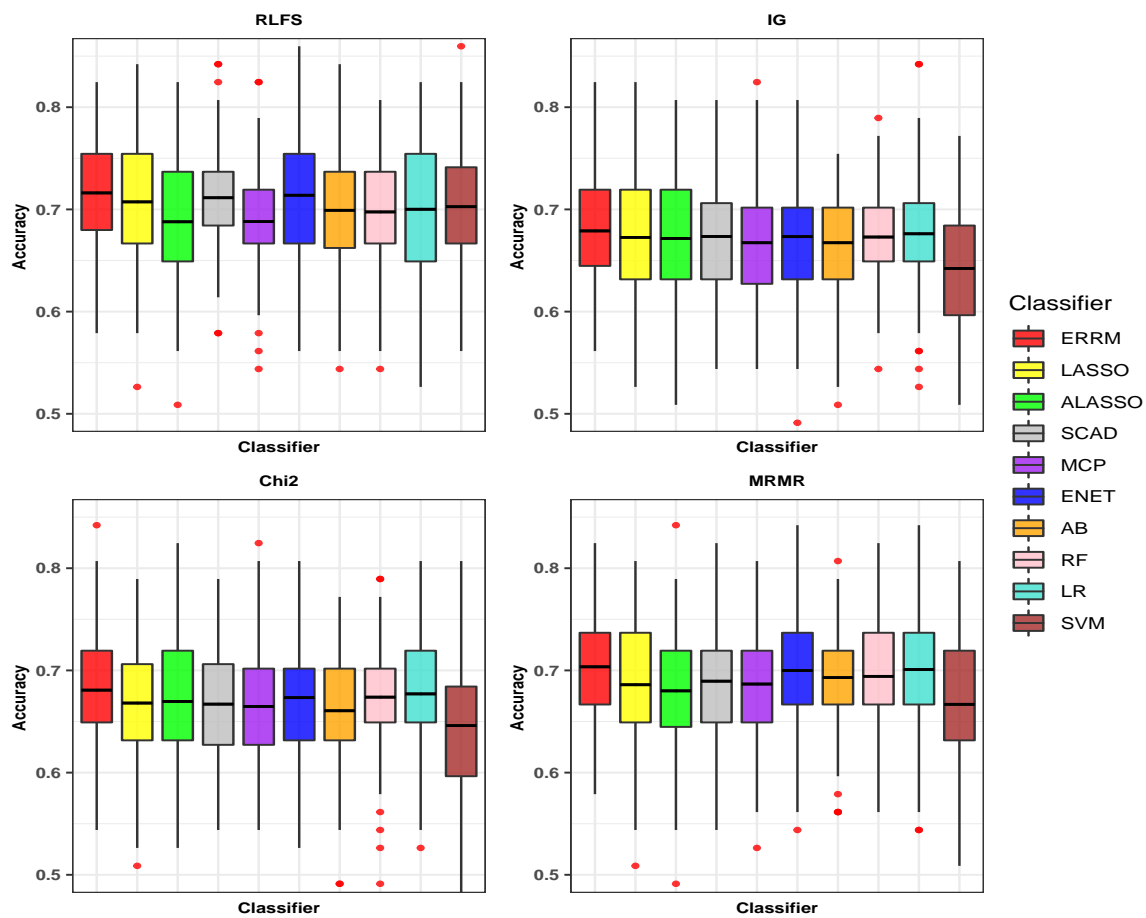 RLFS
IG
Accuracy
0.8
0.7
0.6
0.5
Classifier
Accuracy
0.8
0.7
0.6
0.5
Classifier
Chi2
MRMR
Accuracy
0.8
0.7
0.6
0.5
Classifier
Accuracy
0.8
0.7
0.6
0.5
Classifier
Classifier
ERRM
LASSO
ALASSO
SCAD
MCP
ENET
AB
RF
LR
SVM